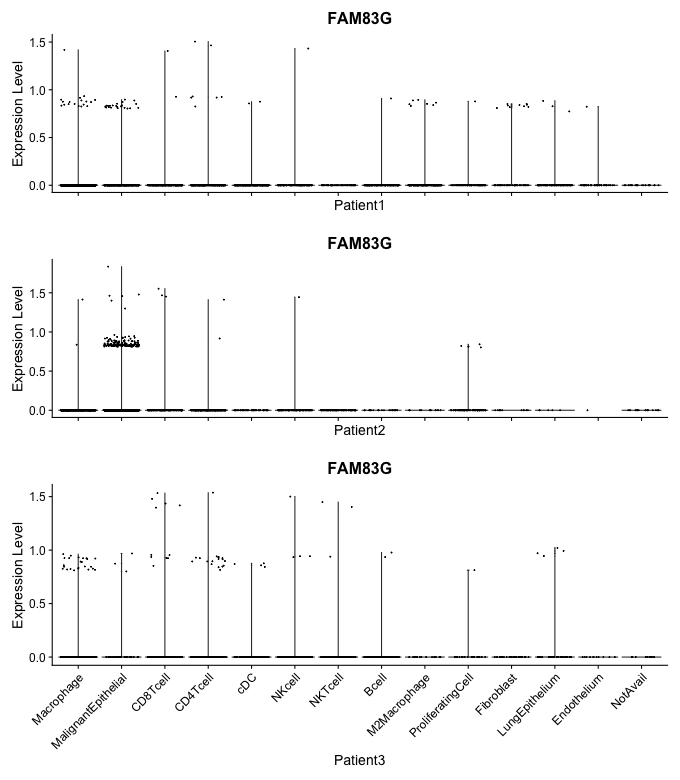 FAM83G
Expression Level
1.5
1.0
0.5
0.0
Patient1
FAM83G
Expression Level
1.5
1.0
0.5
0.0
Patient2
FAM83G
Expression Level
1.5
1.0
0.5
0.0
Macrophage
MalignantEpithelial
CD8Tcell
CD4Tcell
cDC
NKcell
NKTcell
Bcell
M2Macrophage
ProliferatingCell
Fibroblast
LungEpithelium
Endothelium
NotAvail
Patient3